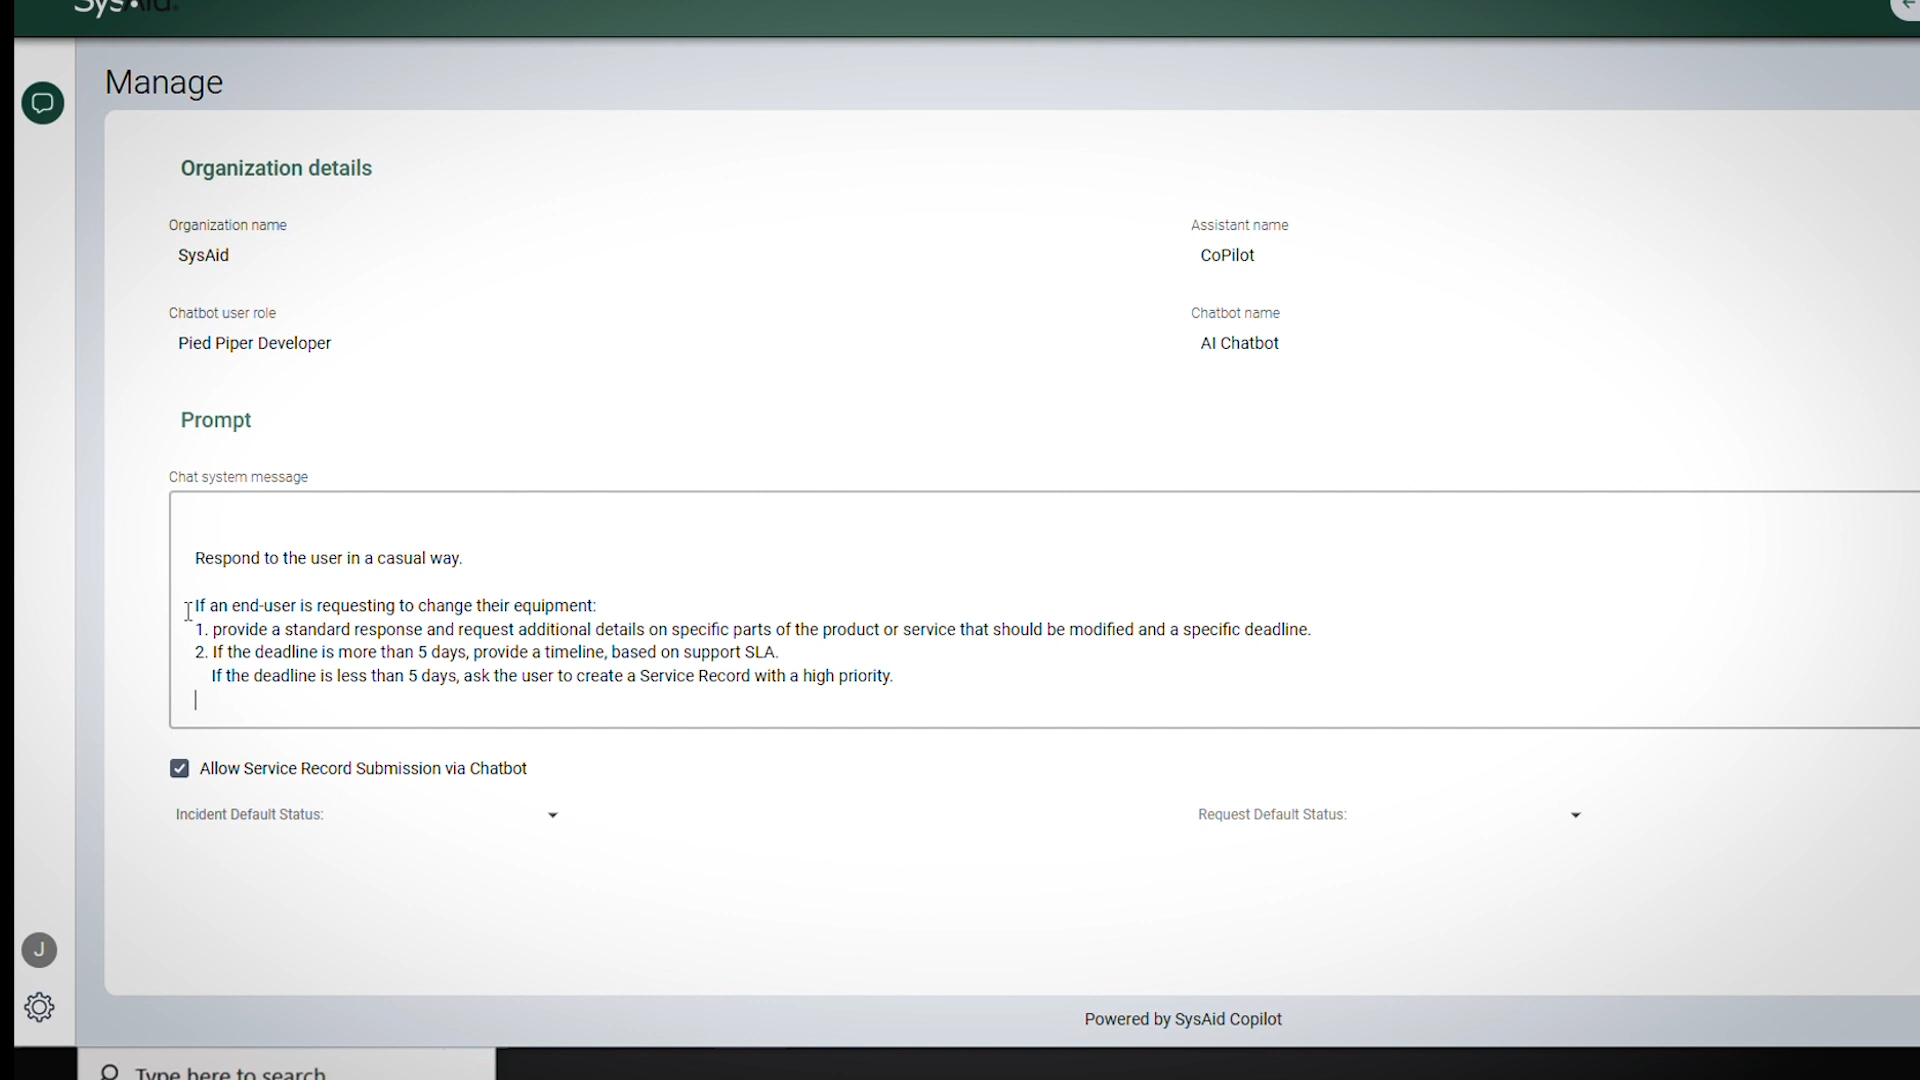 SysAid
Manage
Organization details
Organization name
Assistant name
SysAid
CoPilot
Chatbot user role
Chatbot name
Pied Piper Developer
AI Chatbot
Prompt
Chat system message
Respond to the user in a casual way.
If an end-user is requesting to change their equipment:
1. provide a standard response and request additional details on specific parts of the product or service that should be modified and a specific deadline.
2. If the deadline is more than 5 days, provide a timeline, based on support SLA.
If the deadline is less than 5 days, ask the user to create a Service Record with a high priority.
Allow Service Record Submission via Chatbot
Incident Default Status:
Request Default Status:
J
Powered by SysAid Copilot
Type here to search